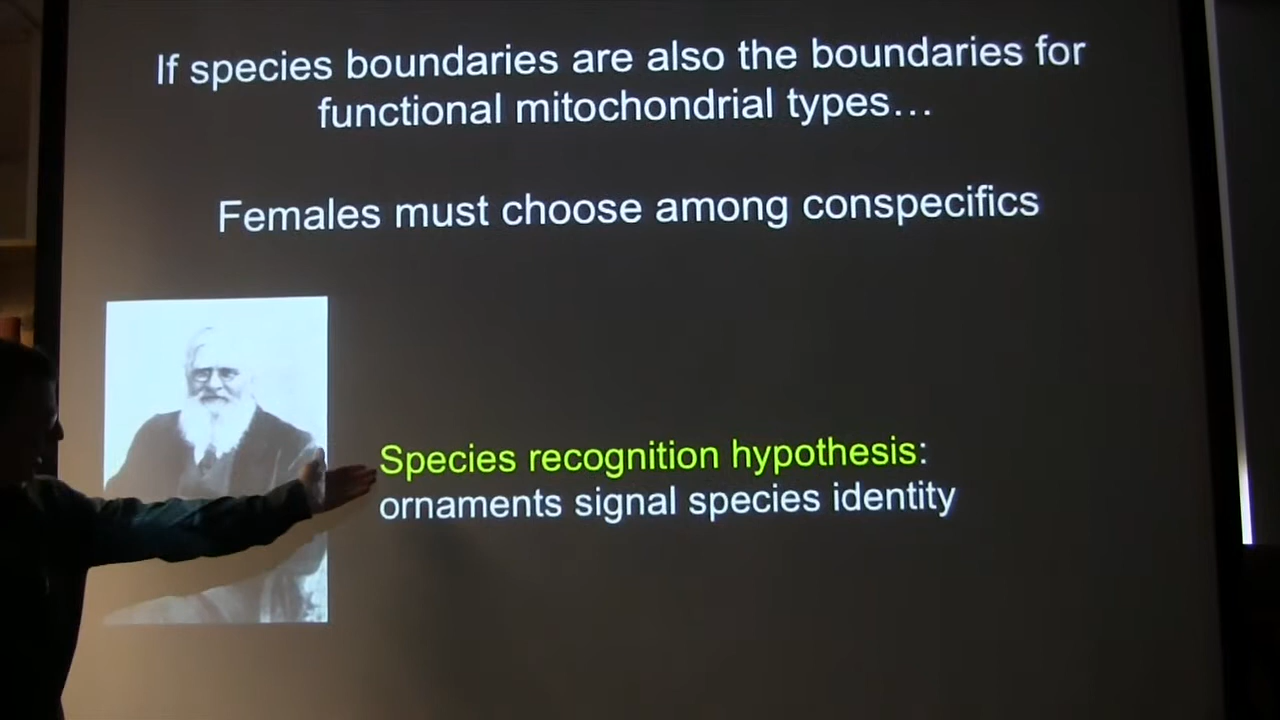 If species boundaries are also the boundaries for
functional mitochondrial types…
Females must choose among conspecifics
Species recognition hypothesis:
ornaments signal species identity